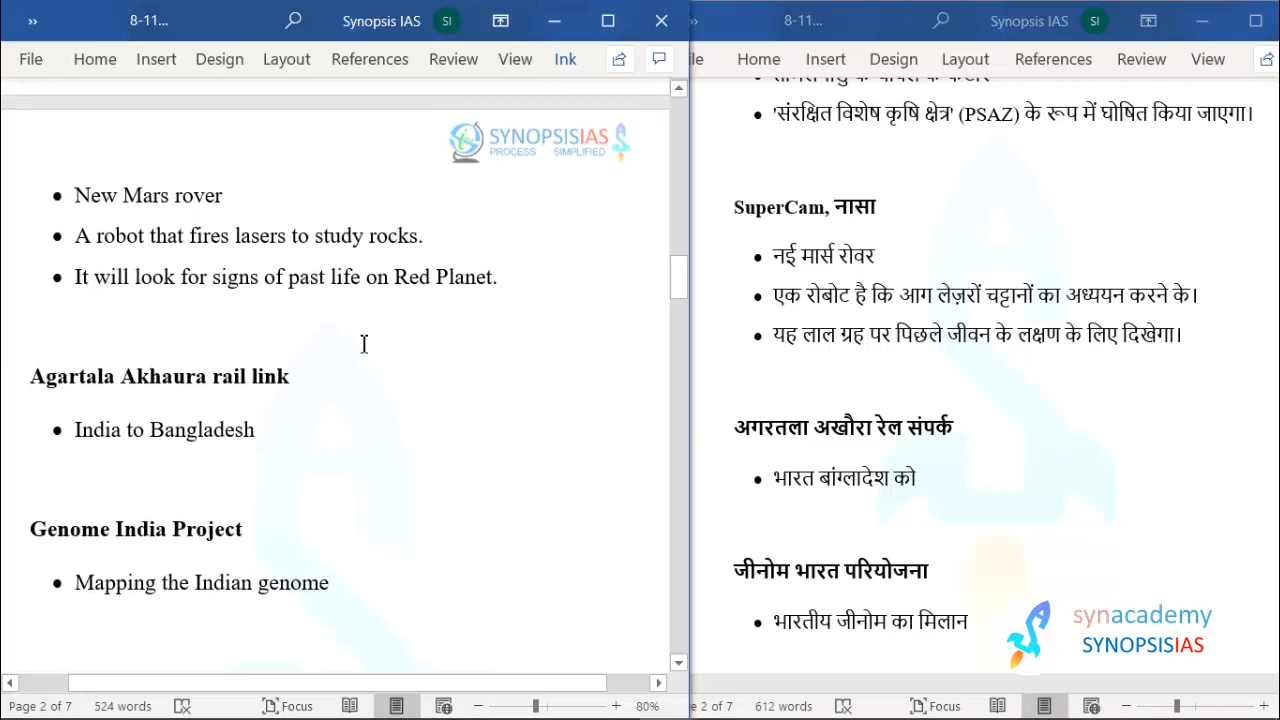 8-11...
Synopsis IAS
SI
File Home Insert Design Layout References Review View Ink
SYNOPSISIAS
PROCESS SIMPLIFIED
New Mars rover
A robot that fires lasers to study rocks.
It will look for signs of past life on Red Planet.
Agartala Akhaura rail link
India to Bangladesh
Genome India Project
Mapping the Indian genome
Page 2 of 7 524 words Focus 80%
8-11...
Synopsis IAS
SI
le Home Insert Design Layout References Review View
'संरक्षित विशेष कृषि क्षेत्र' (PSAZ) के रूप में घोषित किया जाएगा।
SuperCam, नासा
नई मार्स रोवर
एक रोबोट है कि आग लेज़रों चट्टानों का अध्ययन करने के।
यह लाल ग्रह पर पिछले जीवन के लक्षण के लिए दिखेगा।
अगरतला अखौरा रेल संपर्क
भारत बांग्लादेश को
जीनोम भारत परियोजना
भारतीय जीनोम का मिलान
synacademy
SYNOPSISIAS
2 of 7 612 words Focus